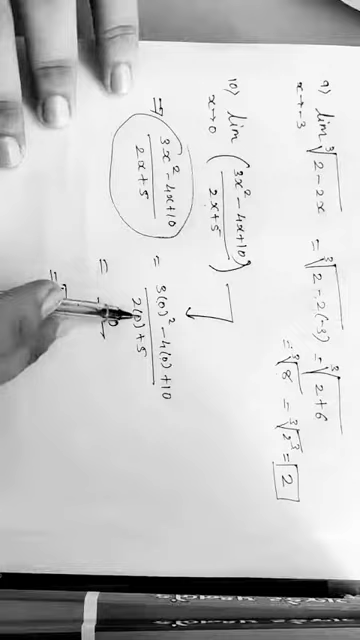 9) lim x→-3 ∛(2-2x) = ∛(2-2(-3)) = ∛(2+6)
= ∛8 = ∛(2³) = 2
10) lim x→0 ((3x²-4x+10)/(2x+5))
⇒ (3x²-4x+10)/(2x+5) = (3(0)²-4(0)+10)/(2(0)+5)
=
=